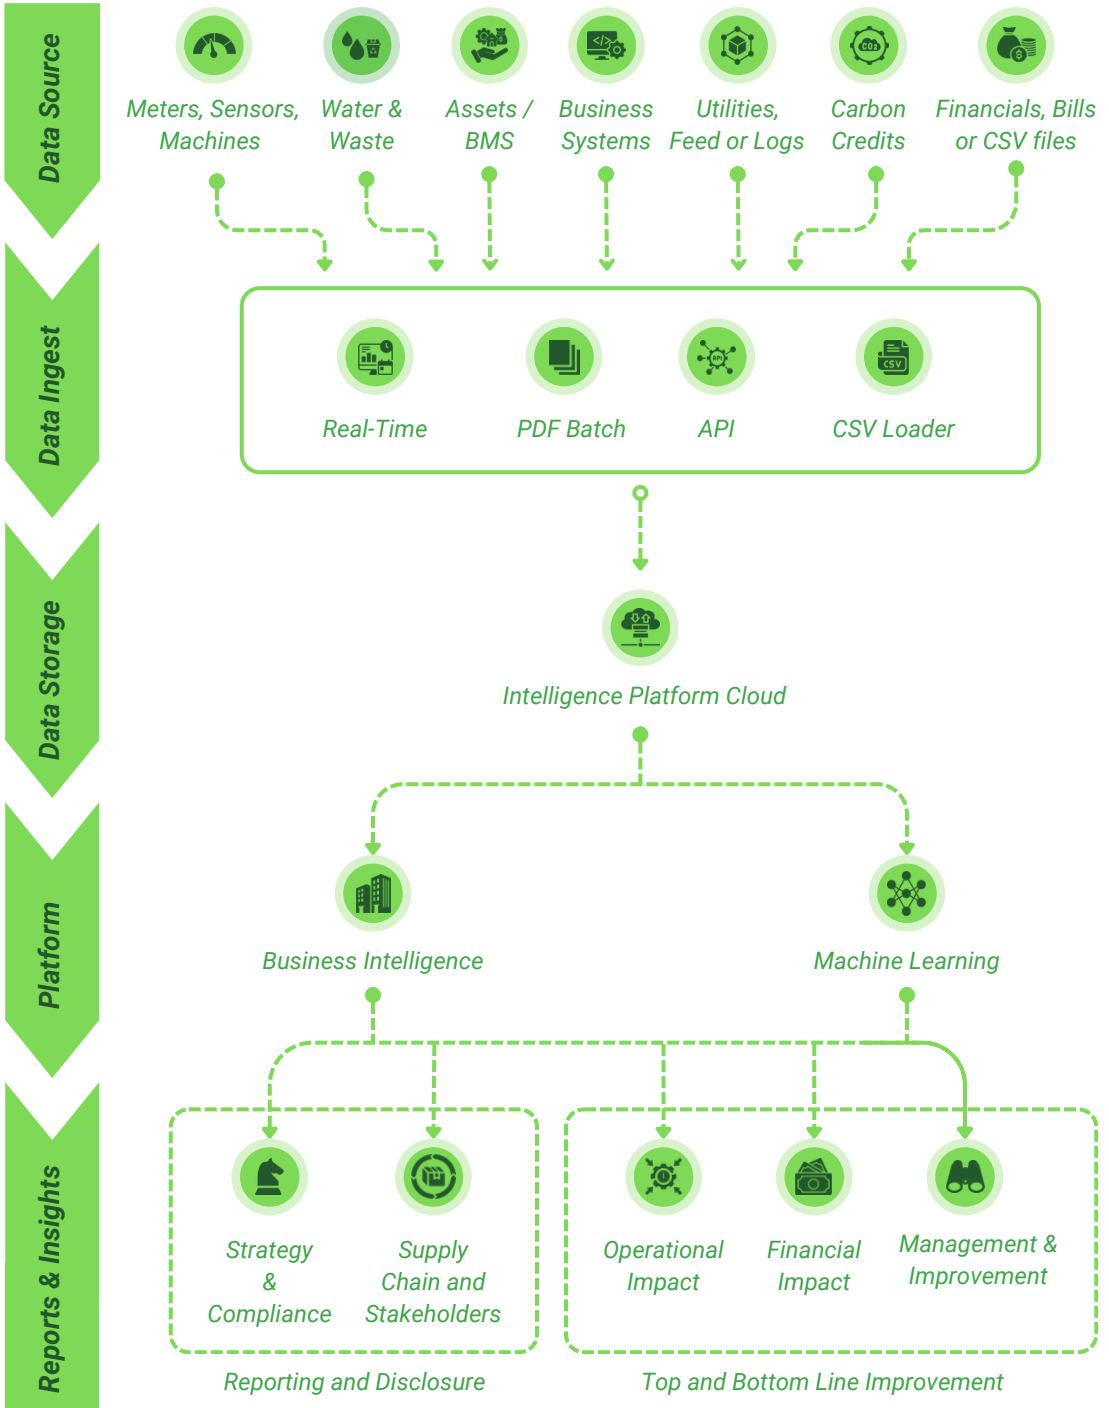 Data Source
Meters, Sensors,
Machines
Water &
Waste
Assets /
BMS
Business
Systems
Utilities,
Feed or Logs
CO₂
Carbon
Credits
Financials, Bills
or CSV files
Data Ingest
Real-Time
PDF Batch
API
API
CSV
CSV Loader
Data Storage
Intelligence Platform Cloud
Platform
Business Intelligence
Machine Learning
Reports & Insights
Strategy
&
Compliance
Supply
Chain and
Stakeholders
Operational
Impact
Financial
Impact
Management &
Improvement
Reporting and Disclosure
Top and Bottom Line Improvement